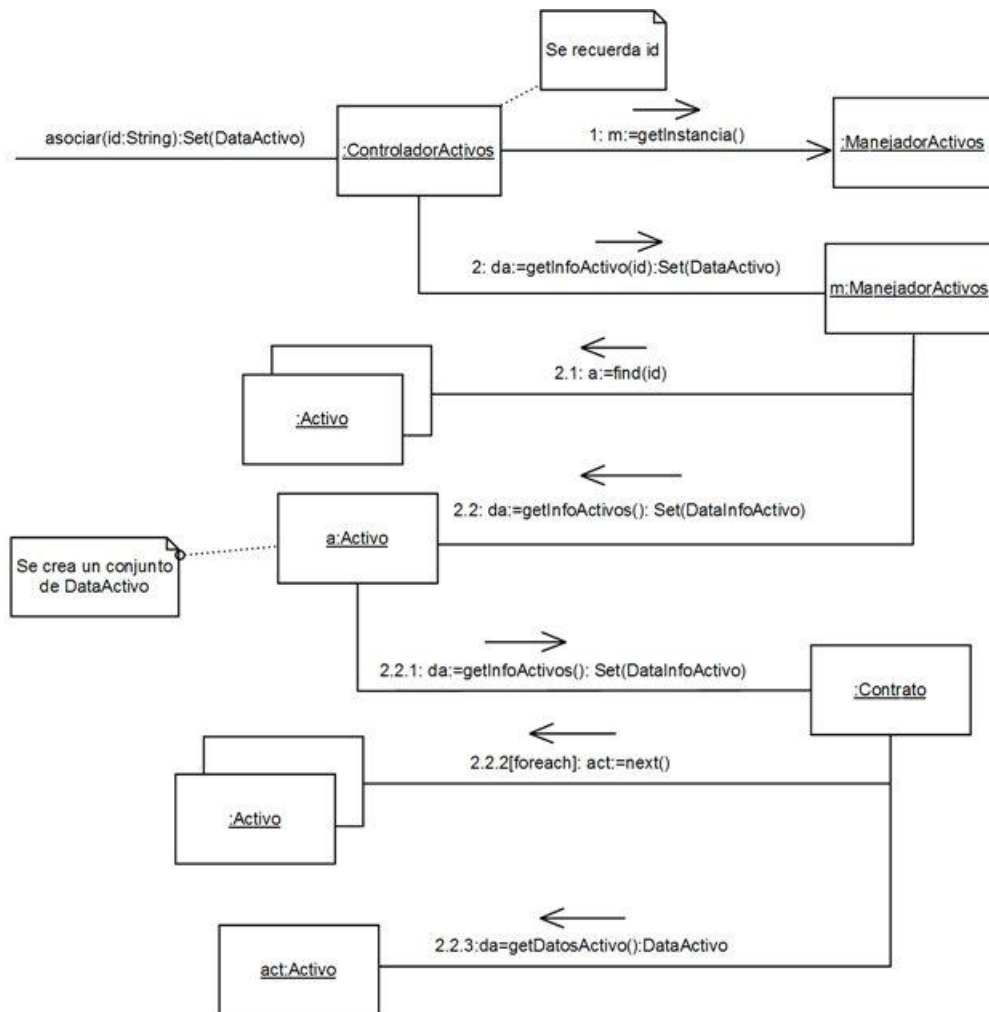 Se recuerda id
asociar(id:String):Set(DataActivo)
:ControladorActivos
1: m:=getInstancia()
:ManejadorActivos
2: da:=getInfoActivo(id):Set(DataActivo)
m:ManejadorActivos
2.1: a:=find(id)
:Activo
2.2: da:=getInfoActivos(): Set(DataInfoActivo)
a:Activo
Se crea un conjunto
de DataActivo
2.2.1: da:=getInfoActivos(): Set(DataInfoActivo)
:Contrato
2.2.2[foreach]: act:=next()
:Activo
2.2.3:da=getDatosActivo():DataActivo
act:Activo